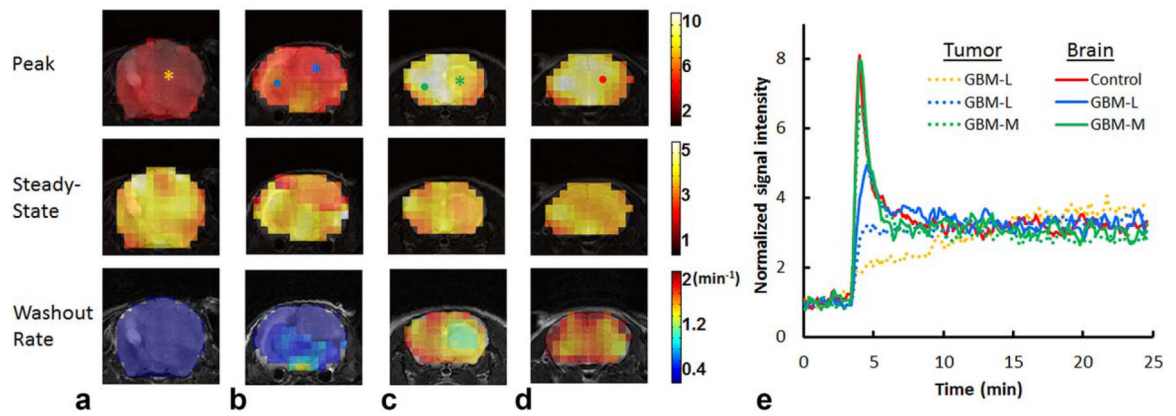 Peak
Steady-
State
Washout
Rate
10
6
2
5
3
1
2 (min⁻¹)
1.2
0.4
a
b
c
d
Normalized signal intensity
8
6
4
2
0
Tumor Brain
GBM-L Control
GBM-L GBM-L
GBM-M GBM-M
0 5 10 15 20 25
Time (min)
e